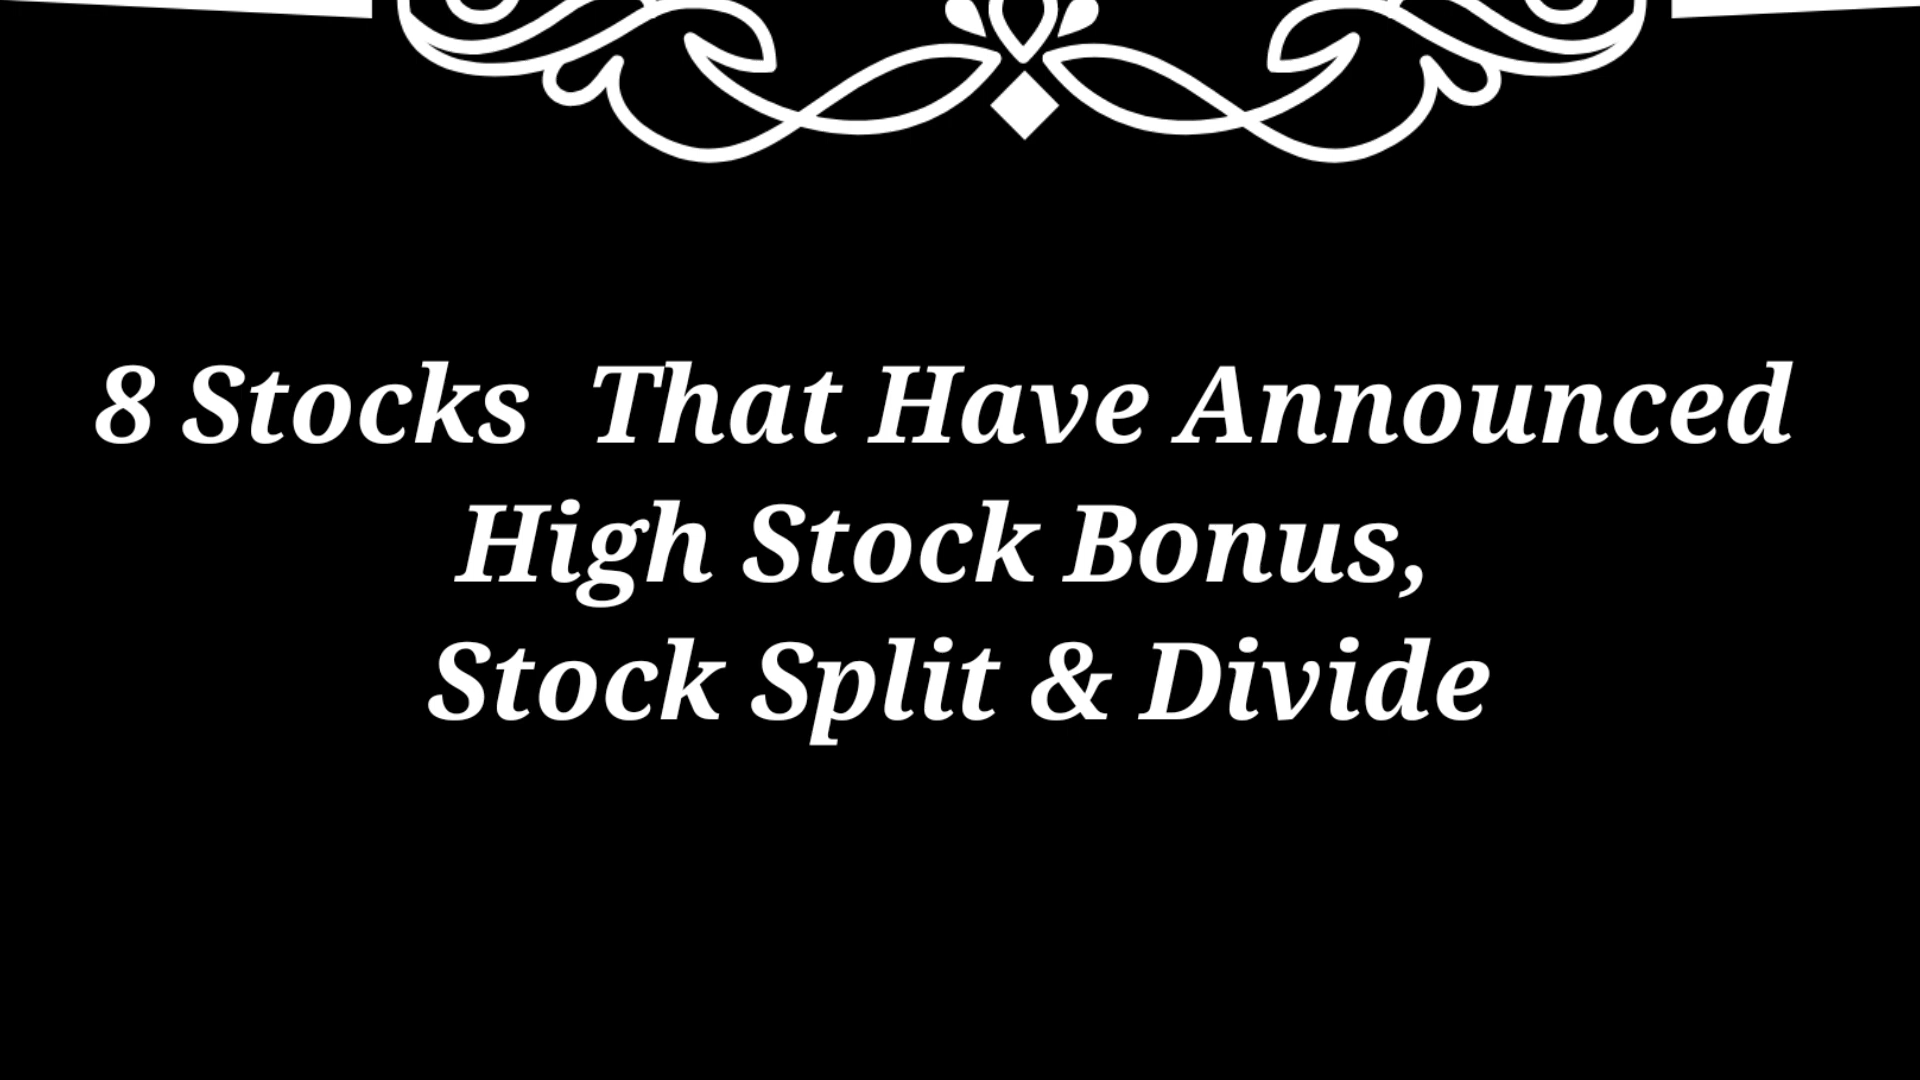 8 Stocks  That Have Announced
High Stock Bonus,
Stock Split & Divide